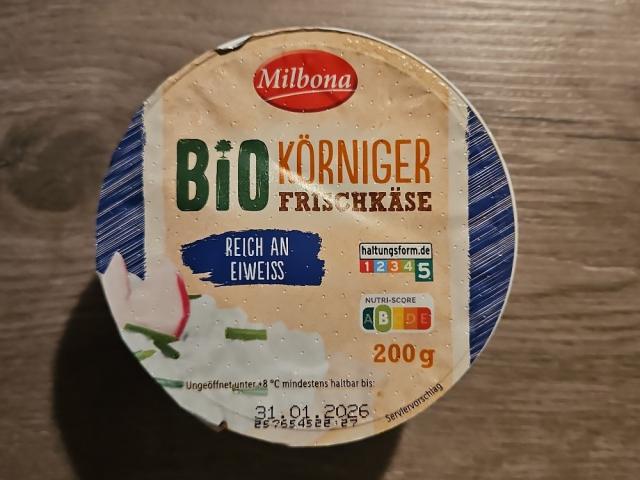 Milbona
BIO KÖRNIGER
FRISCHKÄSE
REICH AN
EIWEISS
haltungsform.de
1 2 3 4 5
NUTRI-SCORE
A B C D E
200 g
Ungeöffnet unter +8 °C mindestens haltbar bis:
31.01.2026
Serviervorschlag